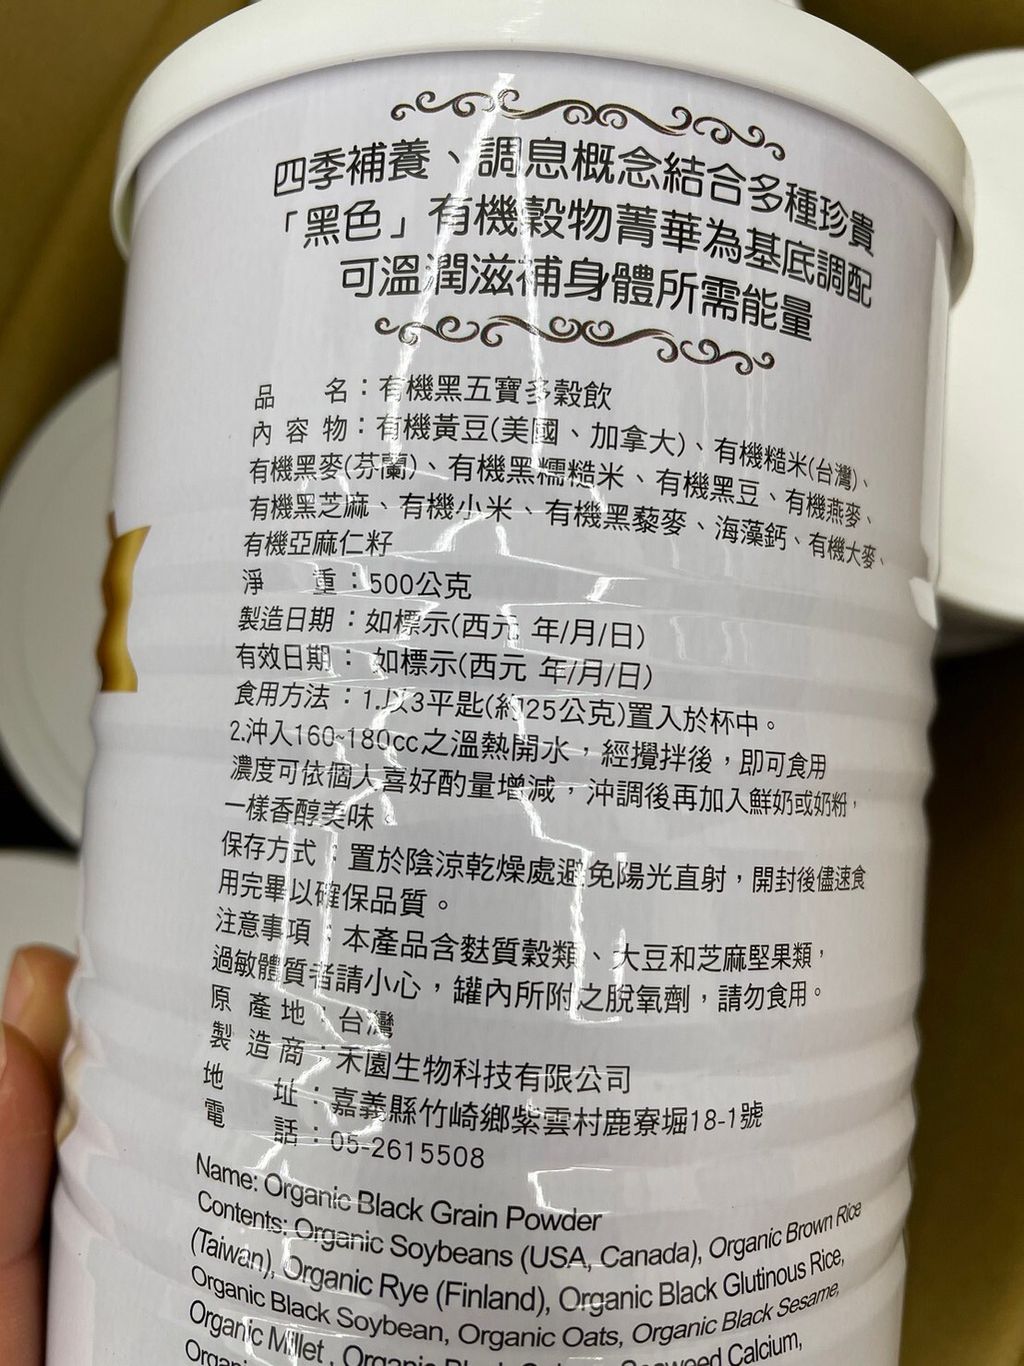 四季補養、調息概念結合多種珍貴
「黑色」有機穀物菁華為基底調配
可溫潤滋補身體所需能量
品 名：有機黑五寶多穀飲
內 容 物：有機黃豆(美國、加拿大)、有機糙米(台灣)、
有機黑麥(芬蘭)、有機黑糯糙米、有機黑豆、有機燕麥、
有機黑芝麻、有機小米、有機黑藜麥、海藻鈣、有機大麥、
有機亞麻仁籽
淨 重：500公克
製造日期：如標示(西元 年/月/日)
有效日期： 如標示(西元 年/月/日)
食用方法：1.以3平匙(約25公克)置入於杯中。
2.沖入160~180cc之溫熱開水，經攪拌後，即可食用
濃度可依個人喜好酌量增減，沖調後再加入鮮奶或奶粉，
一樣香醇美味。
保存方式：置於陰涼乾燥處避免陽光直射，開封後儘速食
用完畢以確保品質。
注意事項：本產品含麩質穀類、大豆和芝麻堅果類，
過敏體質者請小心，罐內所附之脫氧劑，請勿食用。
原 產 地：台灣
製 造 商：禾園生物科技有限公司
地 址：嘉義縣竹崎鄉紫雲村鹿寮堀18-1號
電 話：05-2615508
Name: Organic Black Grain Powder
Contents: Organic Soybeans (USA, Canada), Organic Brown Rice
(Taiwan), Organic Rye (Finland), Organic Black Glutinous Rice,
Organic Black Soybean, Organic Oats, Organic Black Sesame,
Organic Millet, Organic Seaweed Calcium,